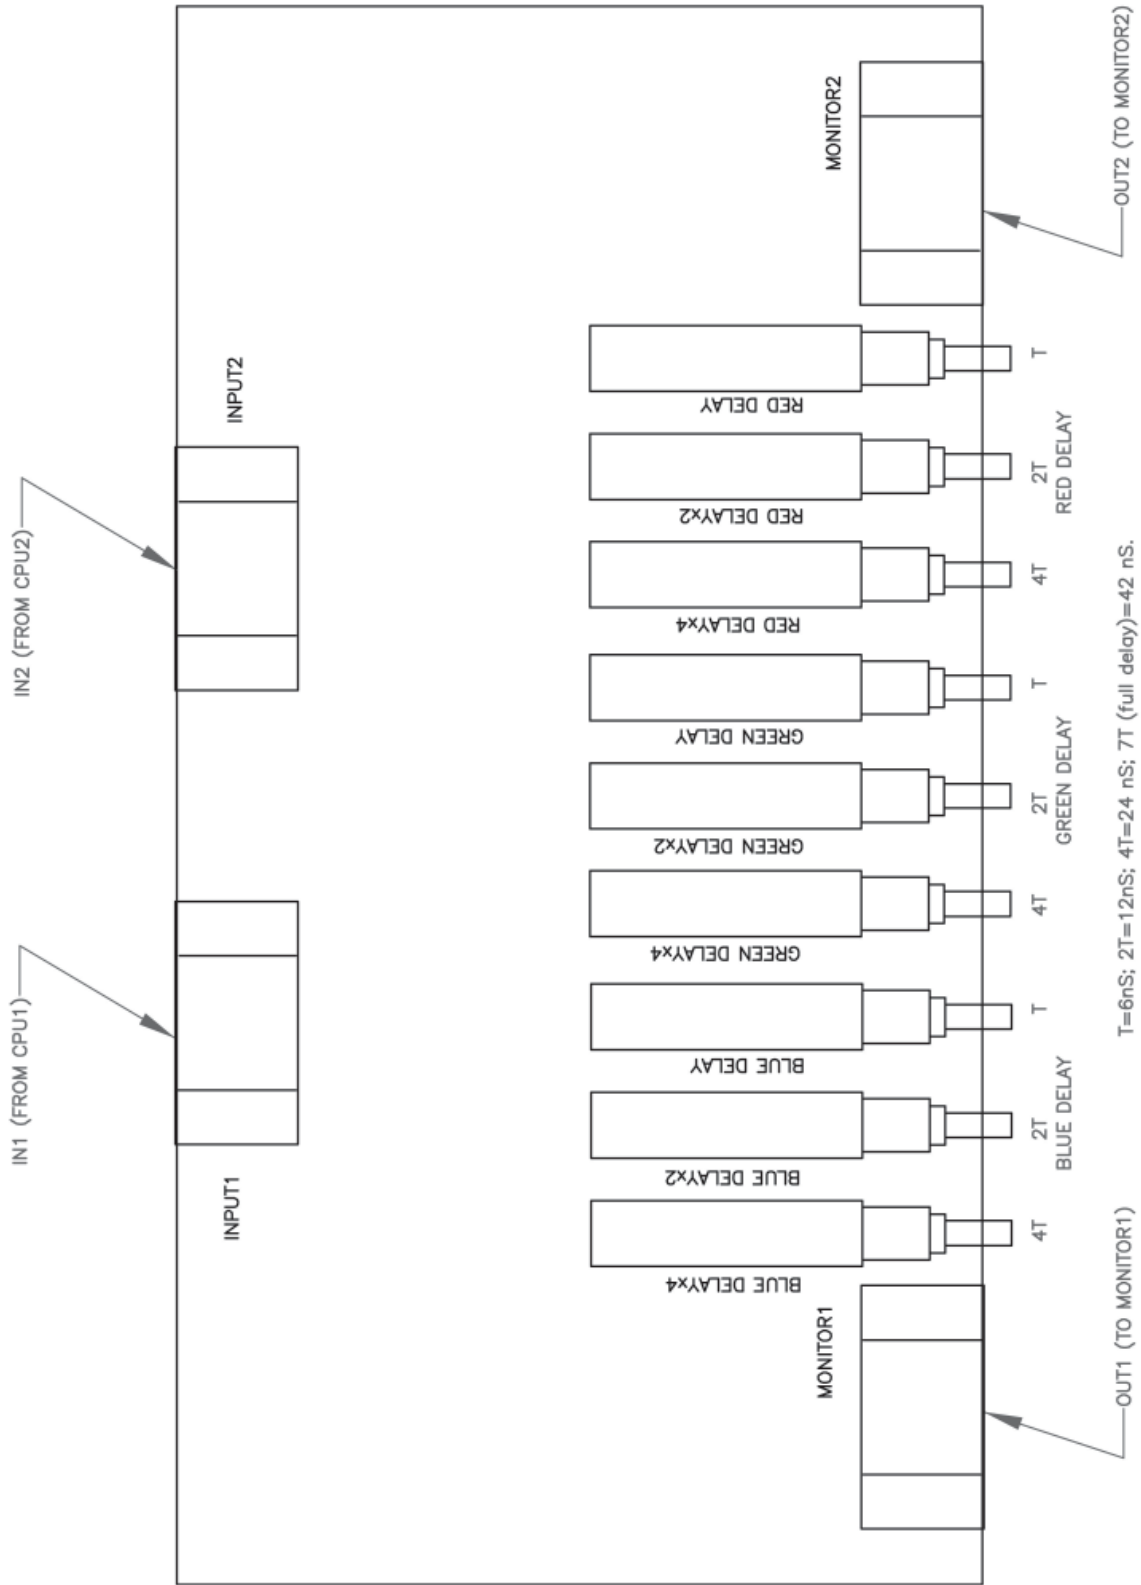 IN1 (FROM CPU1)
IN2 (FROM CPU2)
INPUT1
INPUT2
BLUE DELAYx4
BLUE DELAYx2
BLUE DELAY
GREEN DELAYx4
GREEN DELAYx2
GREEN DELAY
RED DELAYx4
RED DELAYx2
RED DELAY
MONITOR1
MONITOR2
4T
2T
T
4T
2T
T
4T
2T
T
BLUE DELAY
GREEN DELAY
RED DELAY
OUT1 (TO MONITOR1)
T=6nS; 2T=12nS; 4T=24 nS; 7T (full delay)=42 nS.
OUT2 (TO MONITOR2)